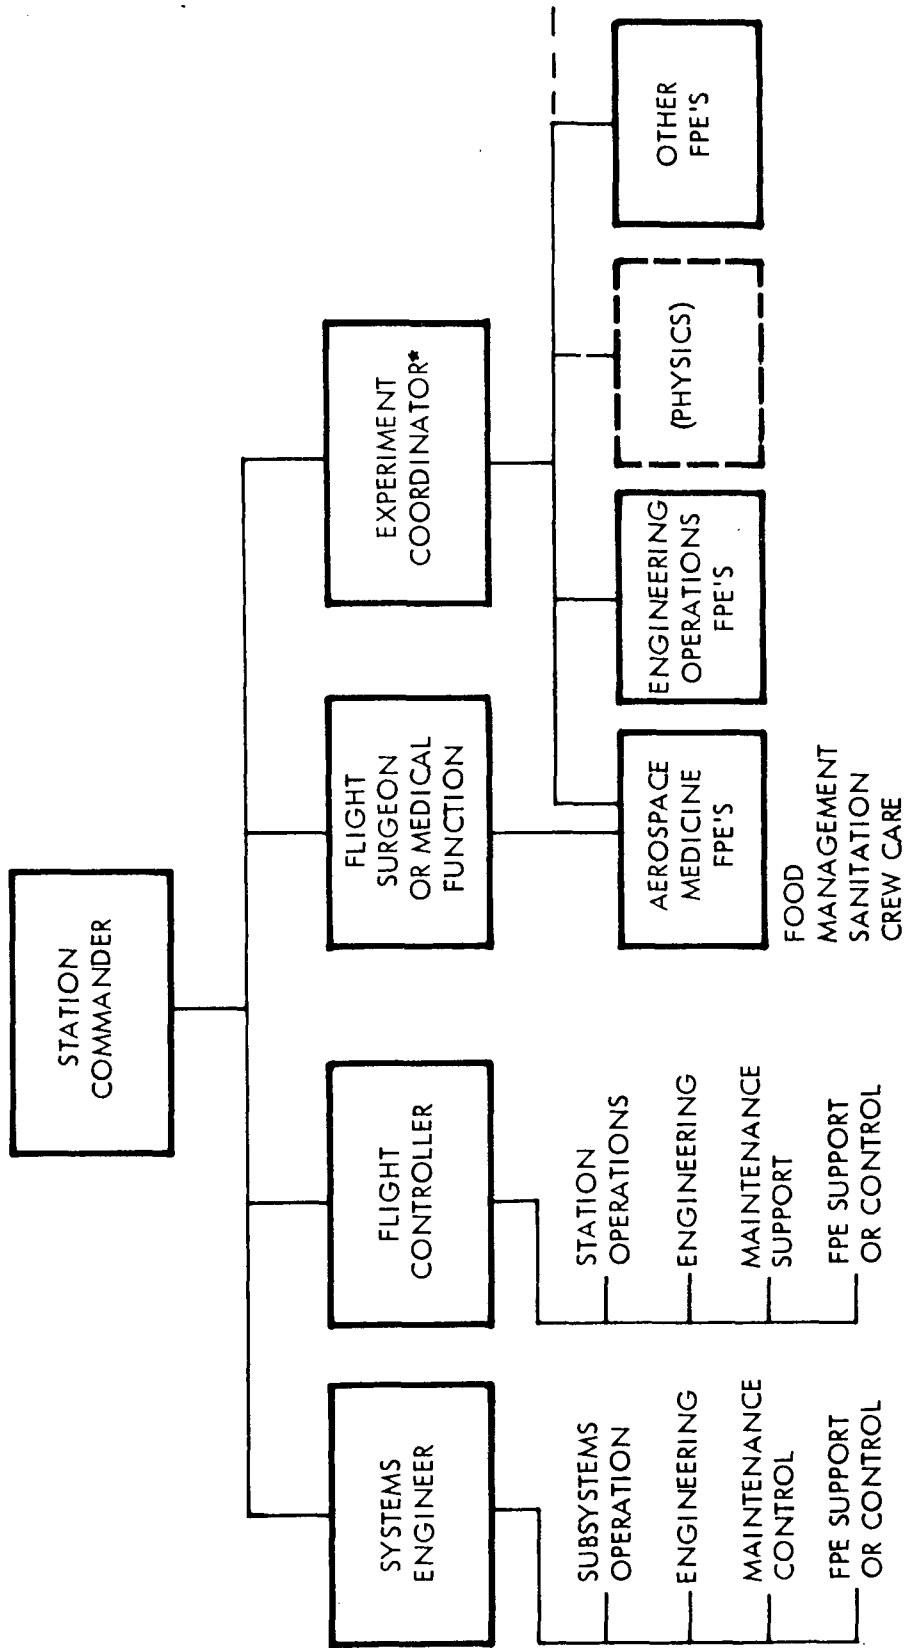 STATION
COMMANDER
SYSTEMS
ENGINEER
FLIGHT
CONTROLLER
FLIGHT
SURGEON
OR MEDICAL
FUNCTION
EXPERIMENT
COORDINATOR*
SUBSYSTEMS
OPERATION
ENGINEERING
MAINTENANCE
CONTROL
FPE SUPPORT
OR CONTROL
STATION
OPERATIONS
ENGINEERING
MAINTENANCE
SUPPORT
FPE SUPPORT
OR CONTROL
AEROSPACE
MEDICINE
FPE'S
FOOD
MANAGEMENT
SANITATION
CREW CARE
ENGINEERING
OPERATIONS
FPE'S
(PHYSICS)
OTHER
FPE'S